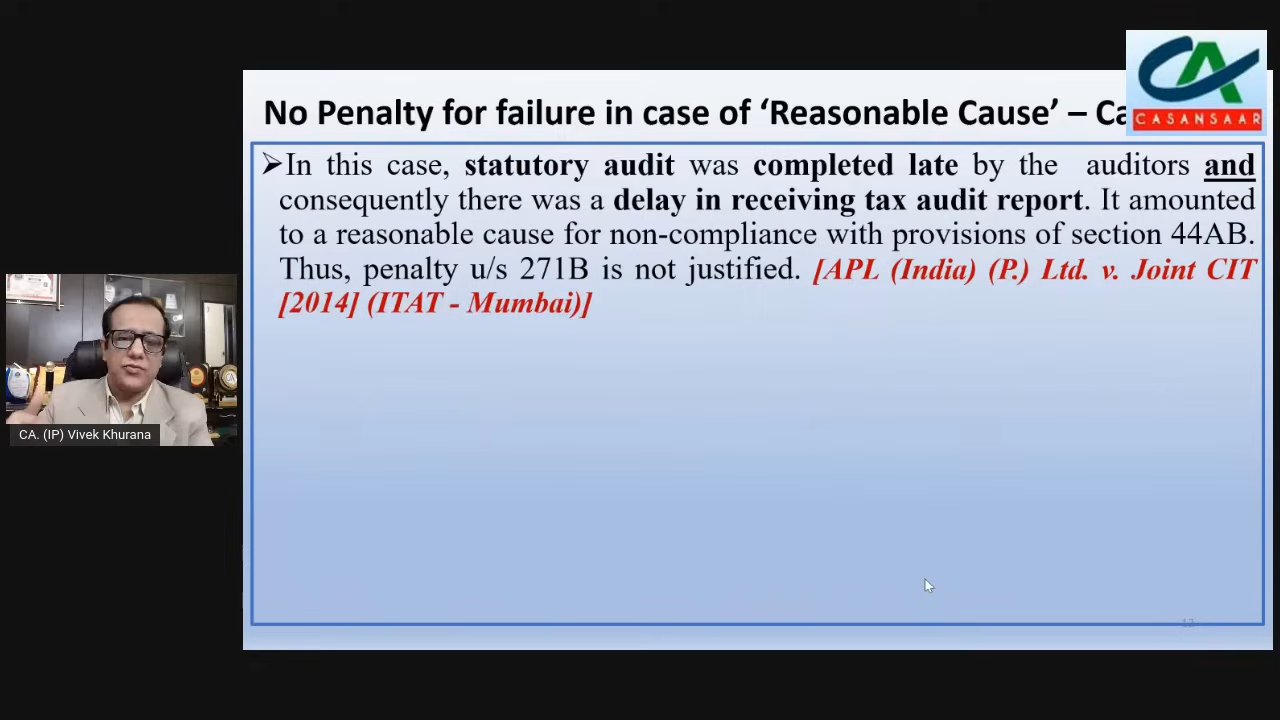 No Penalty for failure in case of ‘Reasonable Cause’ –
CASANSAAR
➢In this case, statutory audit was completed late by the auditors and
consequently there was a delay in receiving tax audit report. It amounted
to a reasonable cause for non-compliance with provisions of section 44AB.
Thus, penalty u/s 271B is not justified. [APL (India) (P.) Ltd. v. Joint CIT
[2014] (ITAT - Mumbai)]
CA. (IP) Vivek Khurana
12